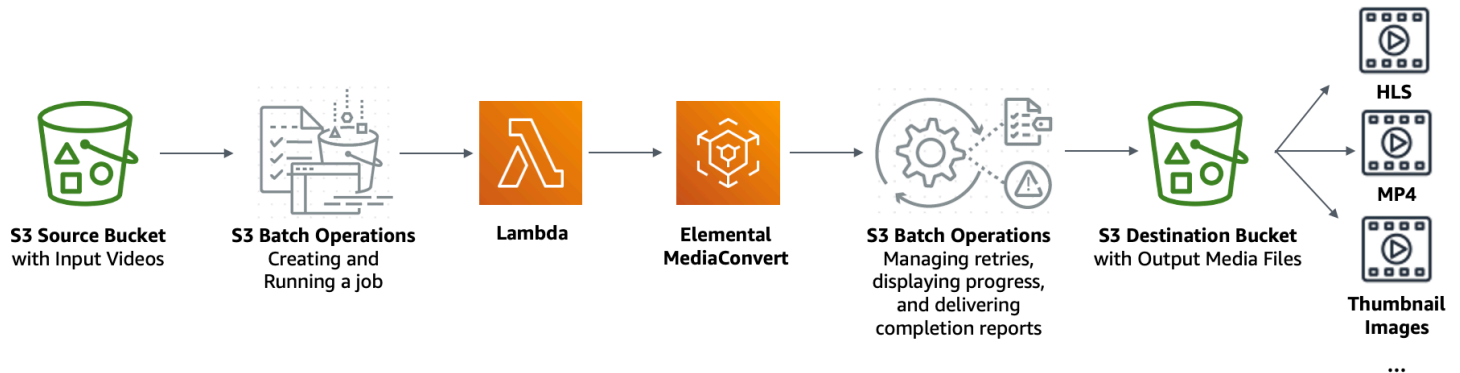 S3 Source Bucket
with Input Videos
S3 Batch Operations
Creating and
Running a job
Lambda
Elemental
MediaConvert
S3 Batch Operations
Managing retries,
displaying progress,
and delivering
completion reports
S3 Destination Bucket
with Output Media Files
HLS
MP4
Thumbnail
Images
...